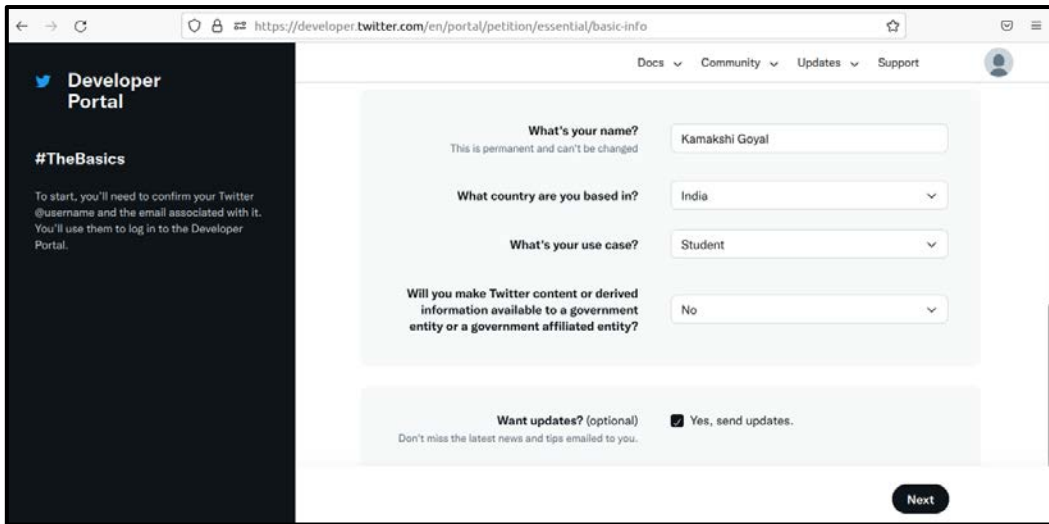 https://developer.twitter.com/en/portal/petition/essential/basic-info
Docs Community Updates Support
Developer
Portal
#TheBasics
To start, you'll need to confirm your Twitter
@username and the email associated with it.
You'll use them to log in to the Developer
Portal.
What's your name?
This is permanent and can't be changed
Kamakshi Goyal
What country are you based in?
India
What's your use case?
Student
Will you make Twitter content or derived
information available to a government
entity or a government affiliated entity?
No
Want updates? (optional)
Don't miss the latest news and tips emailed to you.
Yes, send updates.
Next